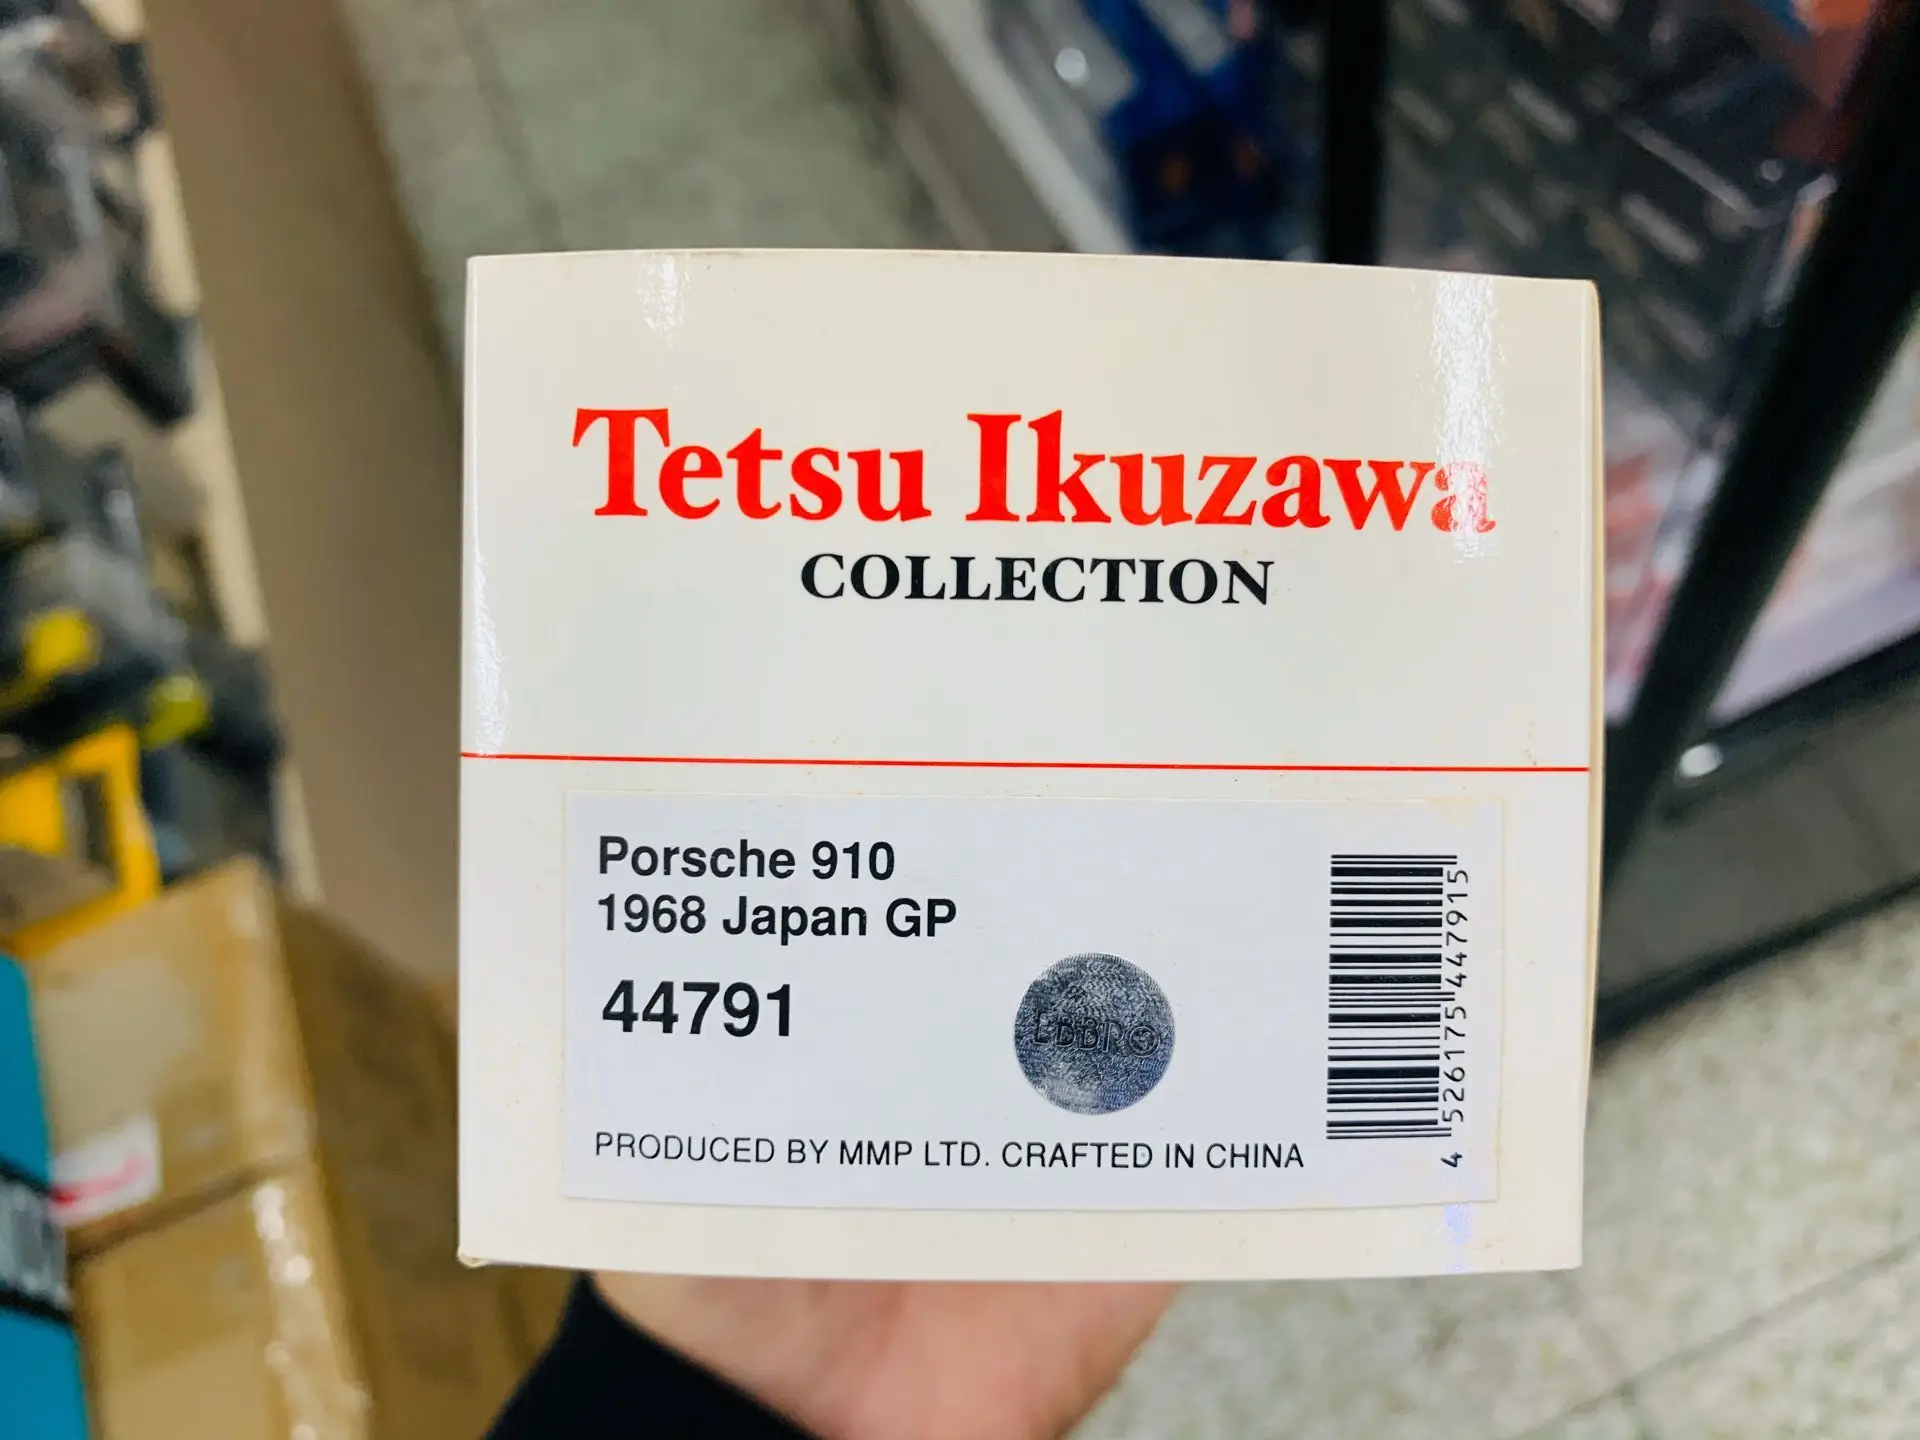 Tetsu Ikuzawa
COLLECTION
Porsche 910
1968 Japan GP
44791
EBBRO
PRODUCED BY MMP LTD. CRAFTED IN CHINA
4 526175 447915